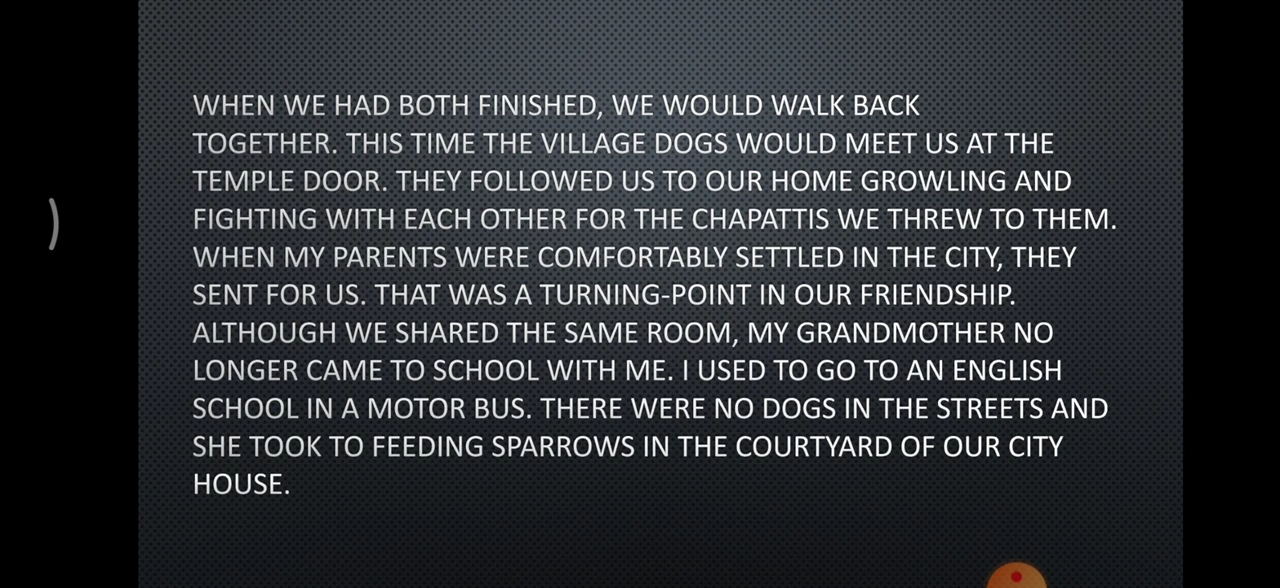 WHEN WE HAD BOTH FINISHED, WE WOULD WALK BACK
TOGETHER. THIS TIME THE VILLAGE DOGS WOULD MEET US AT THE
TEMPLE DOOR. THEY FOLLOWED US TO OUR HOME GROWLING AND
FIGHTING WITH EACH OTHER FOR THE CHAPATTIS WE THREW TO THEM.
WHEN MY PARENTS WERE COMFORTABLY SETTLED IN THE CITY, THEY
SENT FOR US. THAT WAS A TURNING-POINT IN OUR FRIENDSHIP.
ALTHOUGH WE SHARED THE SAME ROOM, MY GRANDMOTHER NO
LONGER CAME TO SCHOOL WITH ME. I USED TO GO TO AN ENGLISH
SCHOOL IN A MOTOR BUS. THERE WERE NO DOGS IN THE STREETS AND
SHE TOOK TO FEEDING SPARROWS IN THE COURTYARD OF OUR CITY
HOUSE.